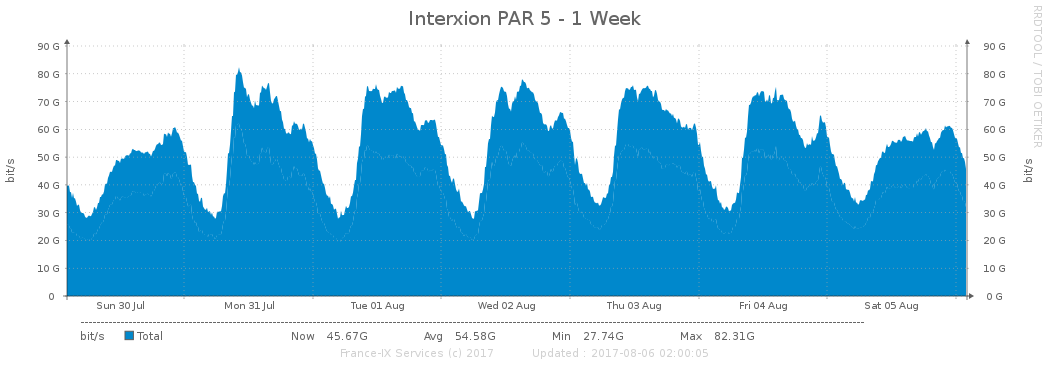 Interxion PAR 5 - 1 Week
RRDTOOL / TOBI OETIKER
90 G 90 G
80 G 80 G
70 G 70 G
60 G 60 G
50 G 50 G
40 G 40 G
30 G 30 G
20 G 20 G
10 G 10 G
0 0 G
bit/s
bit/s
Sun 30 Jul Mon 31 Jul Tue 01 Aug Wed 02 Aug Thu 03 Aug Fri 04 Aug Sat 05 Aug
bit/s Total Now 45.67G Avg 54.58G Min 27.74G Max 82.31G
France-IX Services (c) 2017 Updated : 2017-08-06 02:00:05